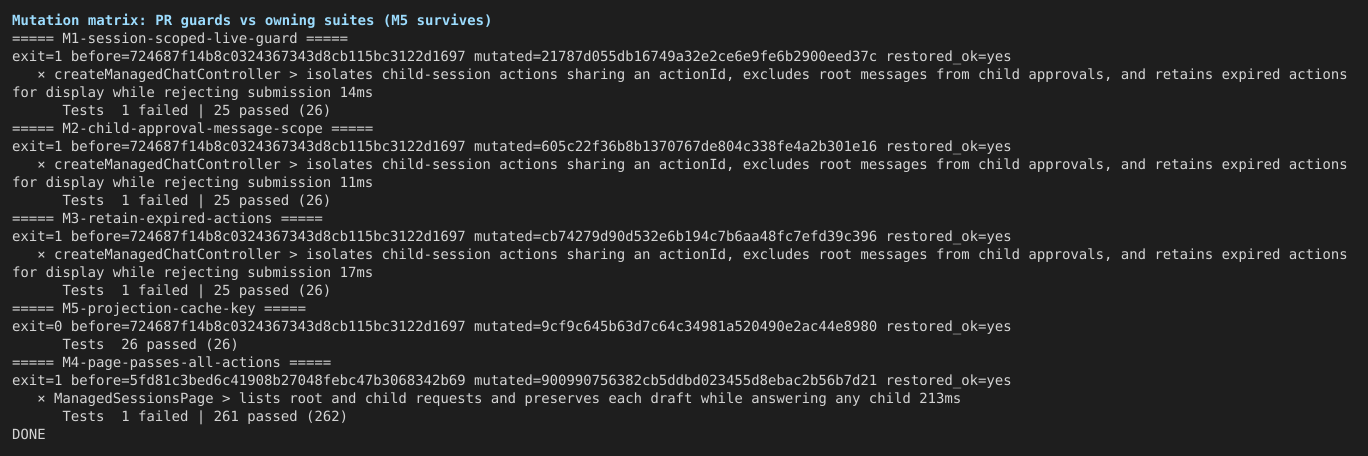 Mutation matrix: PR guards vs owning suites (M5 survives)
===== M1-session-scoped-live-guard =====
exit=1 before=724687f14b8c0324367343d8cb115bc3122d1697 mutated=21787d055db16749a32e2ce6e9fe6b2900eed37c restored_ok=yes
× createManagedChatController > isolates child-session actions sharing an actionId, excludes root messages from child approvals, and retains expired actions
for display while rejecting submission 14ms
Tests  1 failed | 25 passed (26)
===== M2-child-approval-message-scope =====
exit=1 before=724687f14b8c0324367343d8cb115bc3122d1697 mutated=605c22f36b8b1370767de804c338fe4a2b301e16 restored_ok=yes
× createManagedChatController > isolates child-session actions sharing an actionId, excludes root messages from child approvals, and retains expired actions
for display while rejecting submission 11ms
Tests  1 failed | 25 passed (26)
===== M3-retain-expired-actions =====
exit=1 before=724687f14b8c0324367343d8cb115bc3122d1697 mutated=cb74279d90d532e6b194c7b6aa48fc7efd39c396 restored_ok=yes
× createManagedChatController > isolates child-session actions sharing an actionId, excludes root messages from child approvals, and retains expired actions
for display while rejecting submission 17ms
Tests  1 failed | 25 passed (26)
===== M5-projection-cache-key =====
exit=0 before=724687f14b8c0324367343d8cb115bc3122d1697 mutated=9cf9c645b63d7c64c34981a520490e2ac44e8980 restored_ok=yes
Tests  26 passed (26)
===== M4-page-passes-all-actions =====
exit=1 before=5fd81c3bed6c41908b27048febc47b3068342b69 mutated=900990756382cb5ddbd023455d8ebac2b56b7d21 restored_ok=yes
× ManagedSessionsPage > lists root and child requests and preserves each draft while answering any child 213ms
Tests  1 failed | 261 passed (262)
DONE